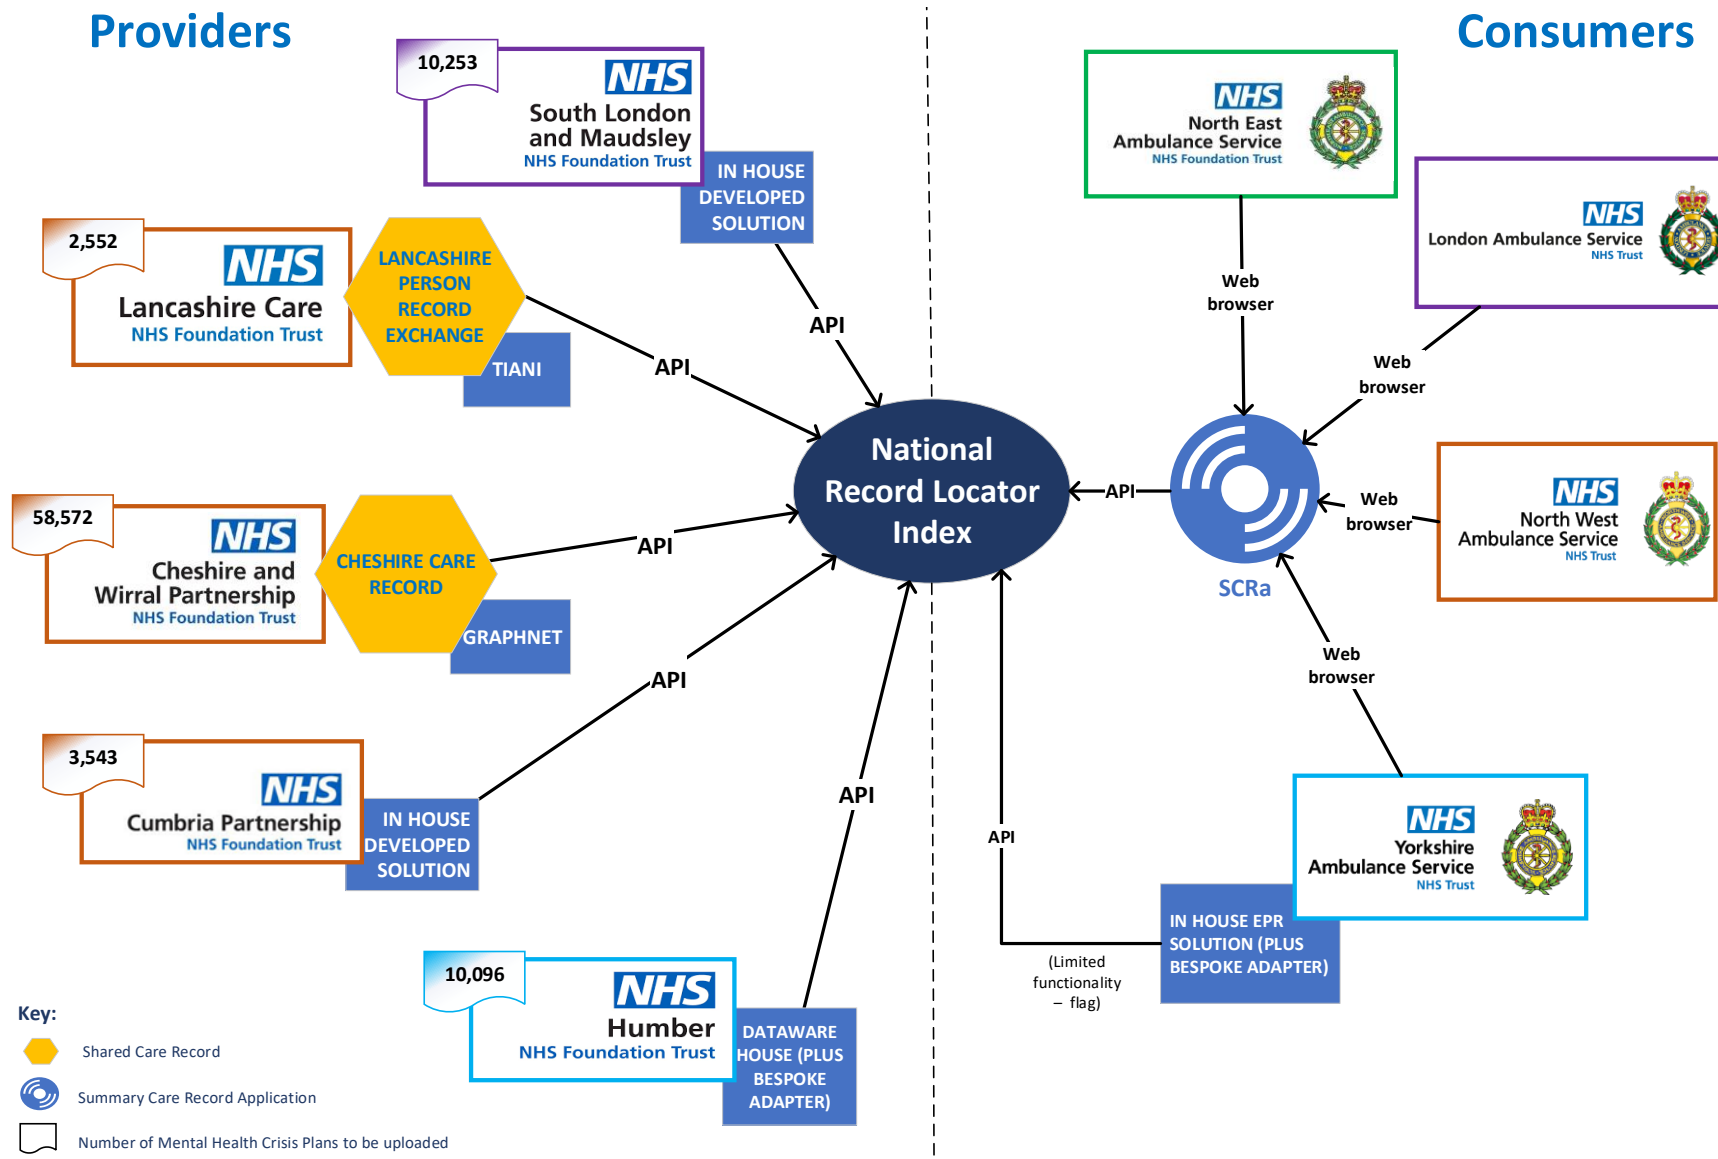 Providers
Consumers
10,253
NHS
South London
and Maudsley
NHS Foundation Trust
IN HOUSE
DEVELOPED
SOLUTION
API
2,552
NHS
Lancashire Care
NHS Foundation Trust
LANCASHIRE
PERSON
RECORD
EXCHANGE
TIANI
API
58,572
NHS
Cheshire and
Wirral Partnership
NHS Foundation Trust
CHESHIRE CARE
RECORD
GRAPHNET
API
3,543
NHS
Cumbria Partnership
NHS Foundation Trust
IN HOUSE
DEVELOPED
SOLUTION
API
10,096
NHS
Humber
NHS Foundation Trust
DATAWARE
HOUSE (PLUS
BESPOKE
ADAPTER)
API
National
Record Locator
Index
NHS
North East
Ambulance Service
NHS Foundation Trust
Web
browser
NHS
London Ambulance Service
NHS Trust
Web
browser
NHS
North West
Ambulance Service
NHS Trust
Web
browser
API
SCRa
Web
browser
NHS
Yorkshire
Ambulance Service
NHS Trust
IN HOUSE EPR
SOLUTION (PLUS
BESPOKE ADAPTER)
API
(Limited
functionality
– flag)
Key:
Shared Care Record
Summary Care Record Application
Number of Mental Health Crisis Plans to be uploaded